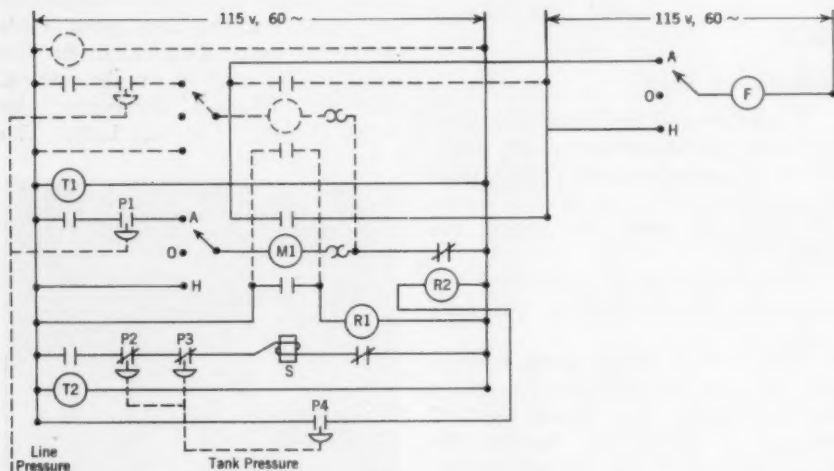 115 v, 60 ~
115 v, 60 ~
A
F
O
H
T1
P1
A
O
M1
H
R2
R1
P2
P3
S
T2
P4
Line
Pressure
Tank Pressure